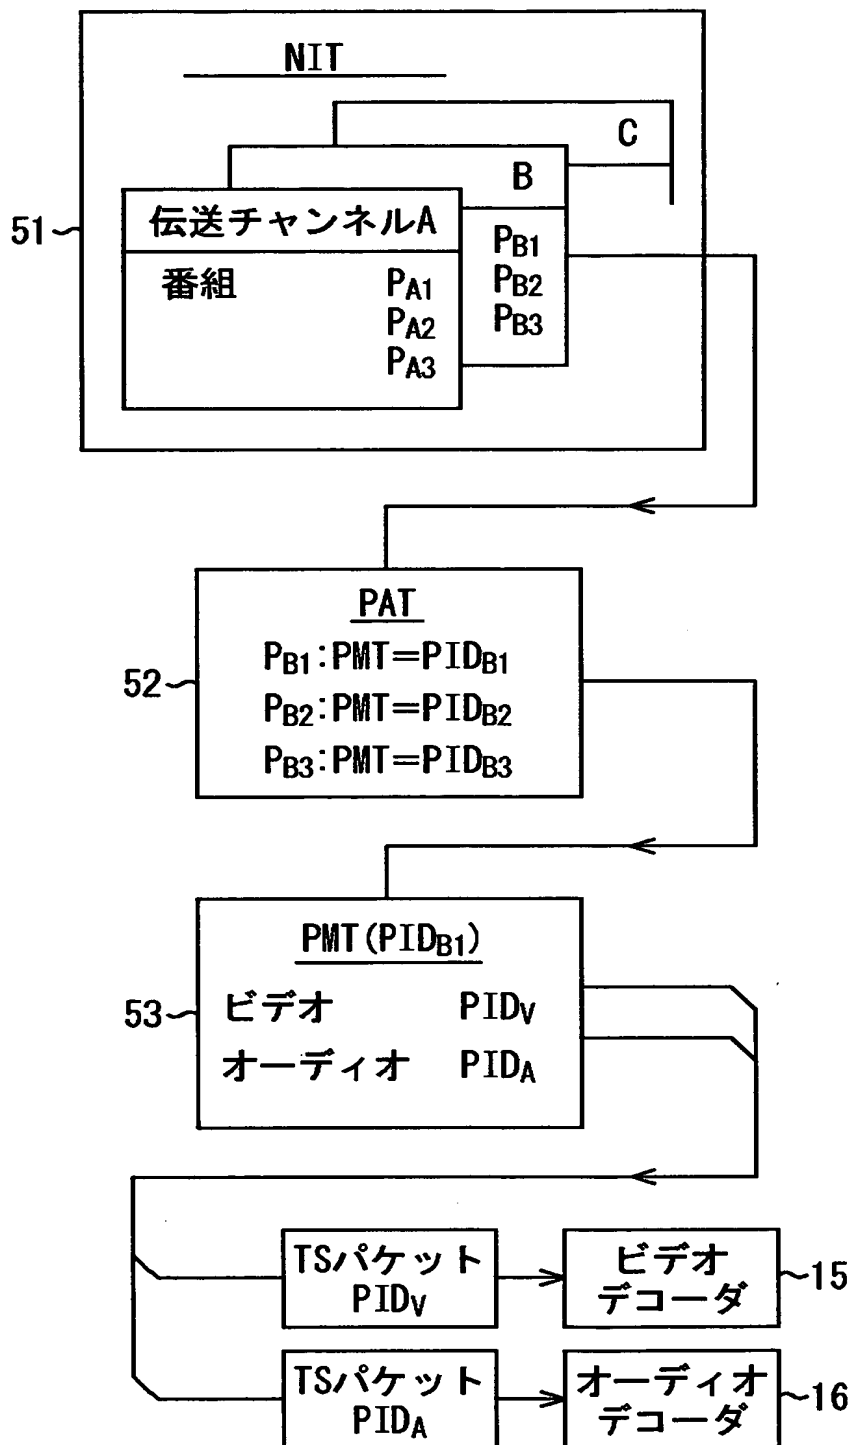 NIT
C
B
伝送チャンネルA
51
PB1
番組 PA1
PB2
PA2
PB3
PA3
PAT
PB1:PMT=PIDB1
52
PB2:PMT=PIDB2
PB3:PMT=PIDB3
PMT(PIDB1)
53
ビデオ PIDV
オーディオ PIDA
TSパケット
PIDV
ビデオ
デコーダ
15
TSパケット
PIDA
オーディオ
デコーダ
16